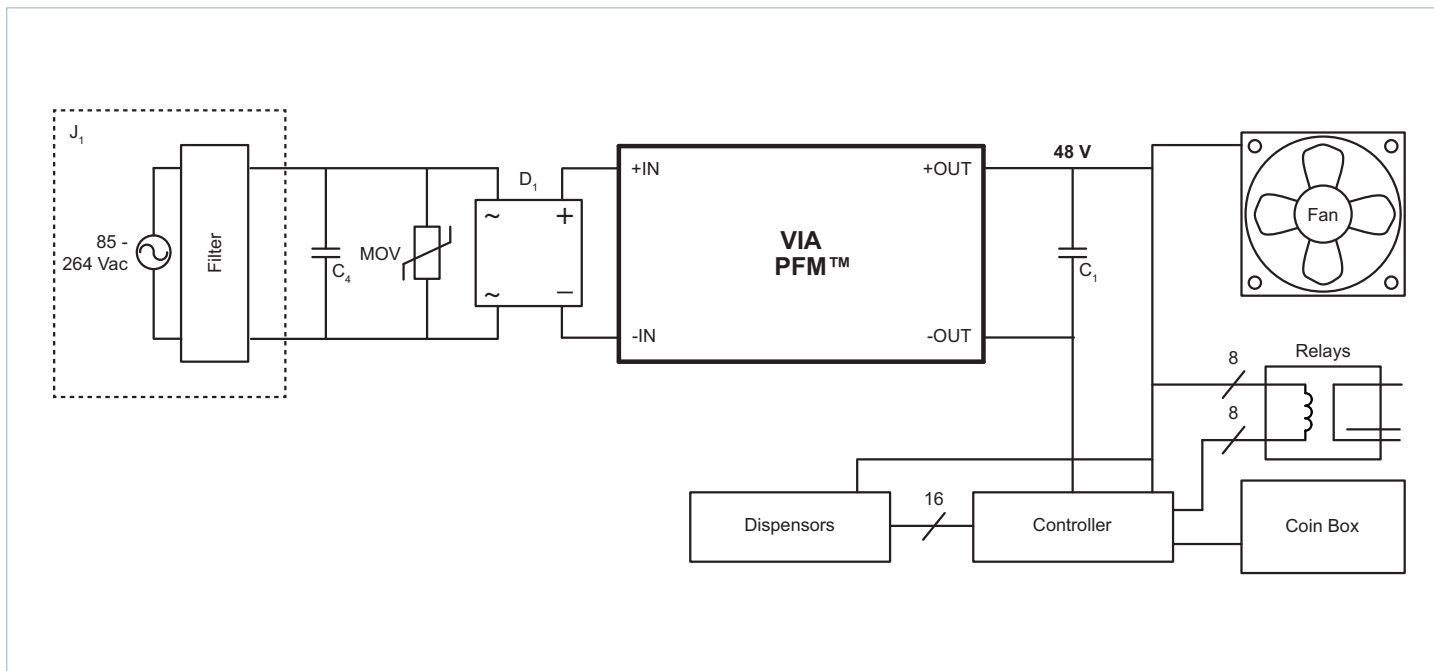 J₁
85 -
264 Vac
Filter
C₄
MOV
D₁
~
~
+
–
+IN
-IN
VIA
PFM™
+OUT
-OUT
48 V
C₁
Fan
Relays
8
8
Dispensors
16
Controller
Coin Box